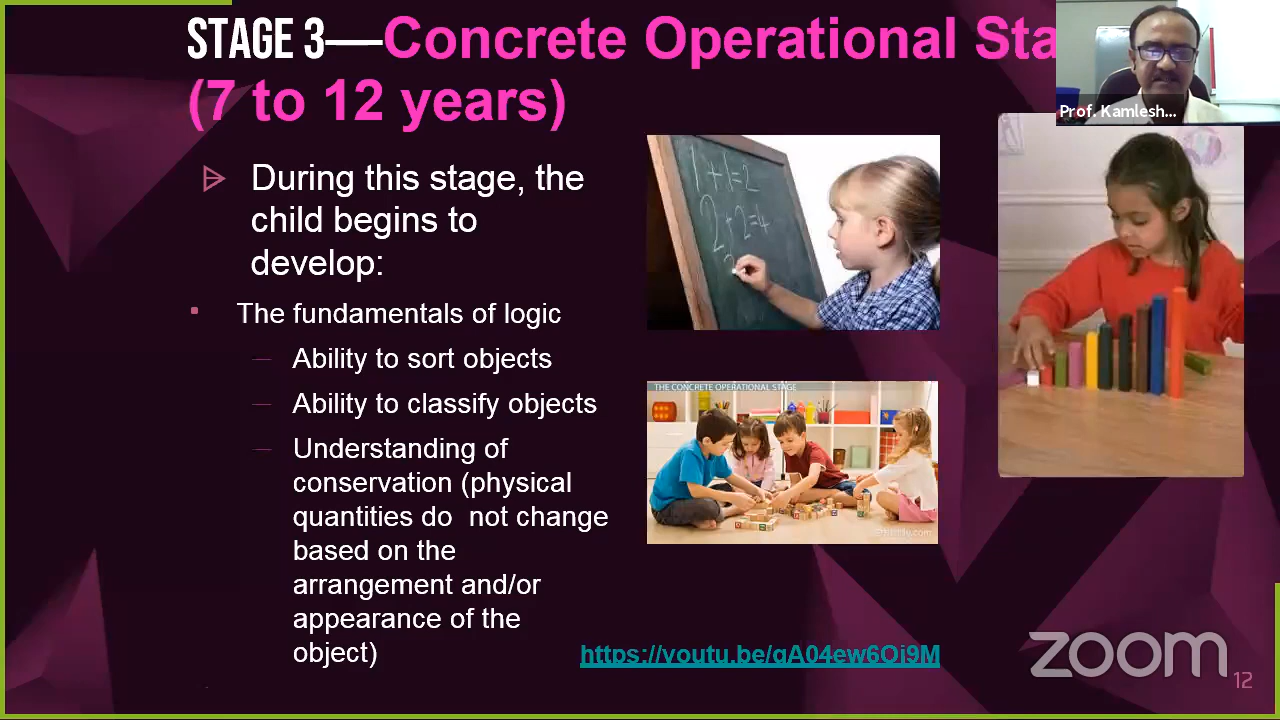 STAGE 3—Concrete Operational Sta
(7 to 12 years)
Prof. Kamlesh...
During this stage, the
child begins to
develop:
The fundamentals of logic
Ability to sort objects
Ability to classify objects
Understanding of
conservation (physical
quantities do not change
based on the
arrangement and/or
appearance of the
object)
1+1=2
2+2=4
THE CONCRETE OPERATIONAL STAGE
https://youtu.be/gA04ew6Oi9M
zoom
12